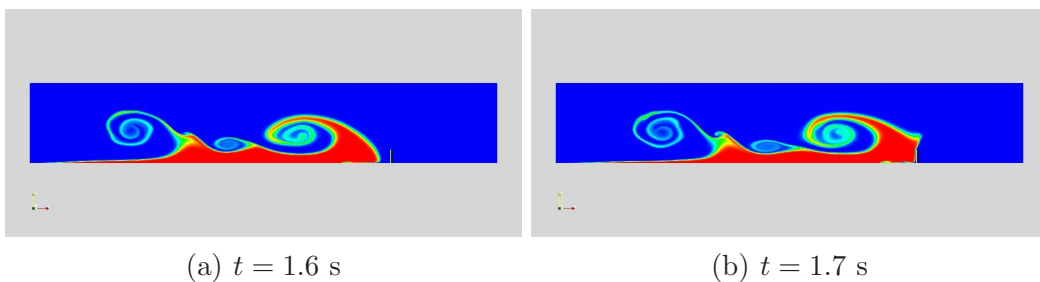 (a) t = 1.6 s
(b) t = 1.7 s